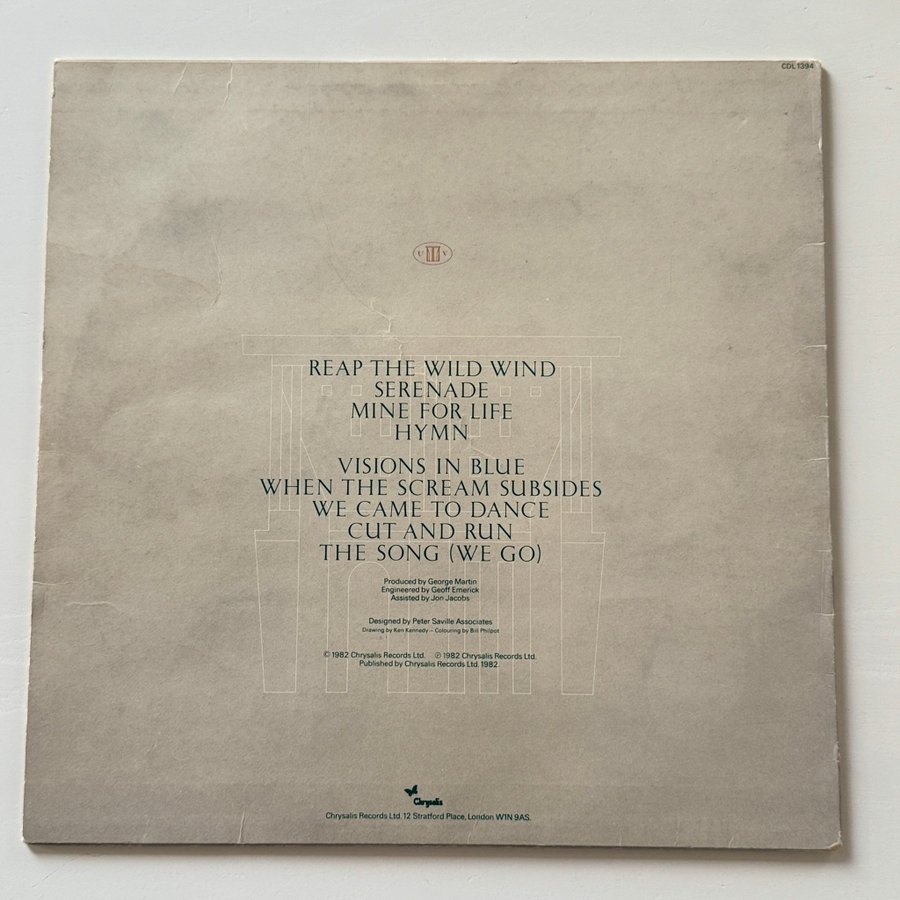 CDL 1394
U V
REAP THE WILD WIND
SERENADE
MINE FOR LIFE
HYMN
VISIONS IN BLUE
WHEN THE SCREAM SUBSIDES
WE CAME TO DANCE
CUT AND RUN
THE SONG (WE GO)
Produced by George Martin
Engineered by Geoff Emerick
Assisted by Jon Jacobs
Designed by Peter Saville Associates
Drawing by Ken Kennedy – Colouring by Bill Philpot
© 1982 Chrysalis Records Ltd. ℗ 1982 Chrysalis Records Ltd.
Published by Chrysalis Records Ltd. 1982.
Chrysalis
Chrysalis Records Ltd. 12 Stratford Place, London W1N 9AS.